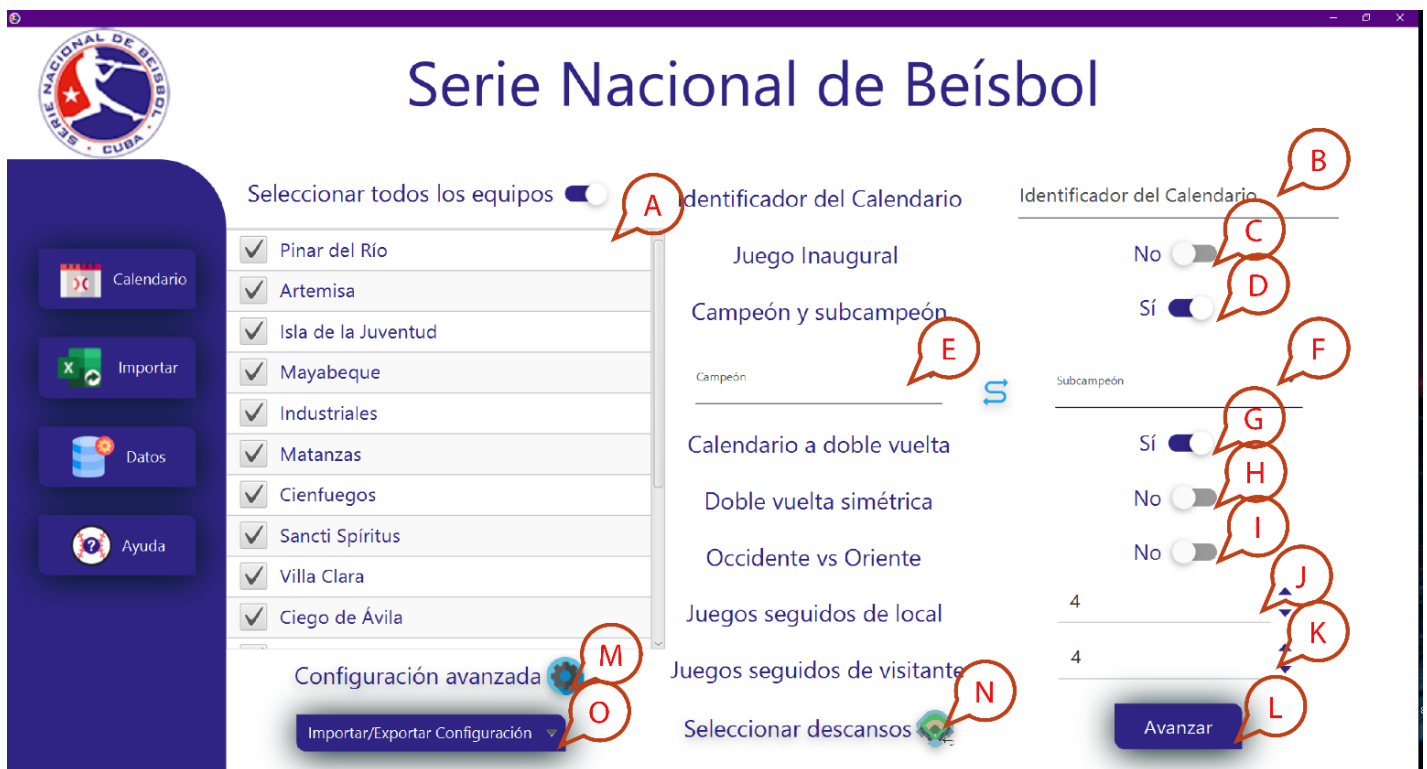 SERIE NACIONAL DE BEISBOL
CUBA
Serie Nacional de Beísbol
Calendario
Importar
Datos
Ayuda
Seleccionar todos los equipos
A
Pinar del Río
Artemisa
Isla de la Juventud
Mayabeque
Industriales
Matanzas
Cienfuegos
Sancti Spíritus
Villa Clara
Ciego de Ávila
Configuración avanzada
M
Importar/Exportar Configuración
O
Identificador del Calendario
Identificador del Calendario
B
Juego Inaugural
No
C
Campeón y subcampeón
Sí
D
Campeón
E
Subcampeón
F
Calendario a doble vuelta
Sí
G
Doble vuelta simétrica
No
H
Occidente vs Oriente
No
I
Juegos seguidos de local
4
J
Juegos seguidos de visitante
4
K
Seleccionar descansos
N
Avanzar
L